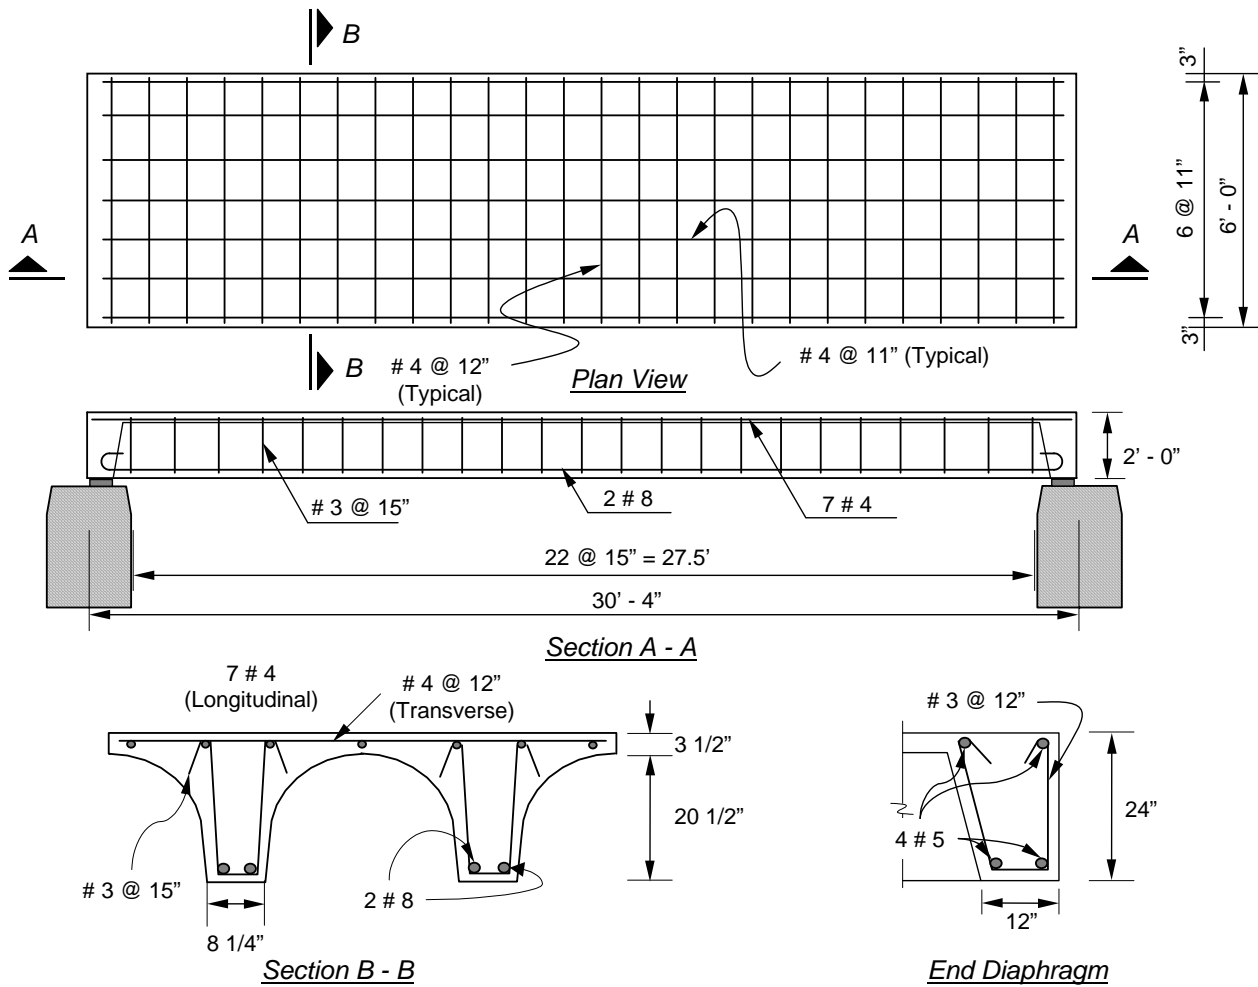 B
3”
A
A
6 @ 11”
6’ - 0”
3”
B
# 4 @ 12”
(Typical)
# 4 @ 11” (Typical)
Plan View
2’ - 0”
# 3 @ 15”
2 # 8
7 # 4
22 @ 15” = 27.5’
30’ - 4”
Section A - A
7 # 4
(Longitudinal)
# 4 @ 12”
(Transverse)
3 1/2”
20 1/2”
# 3 @ 15”
2 # 8
8 1/4”
Section B - B
# 3 @ 12”
24”
4 # 5
12”
End Diaphragm